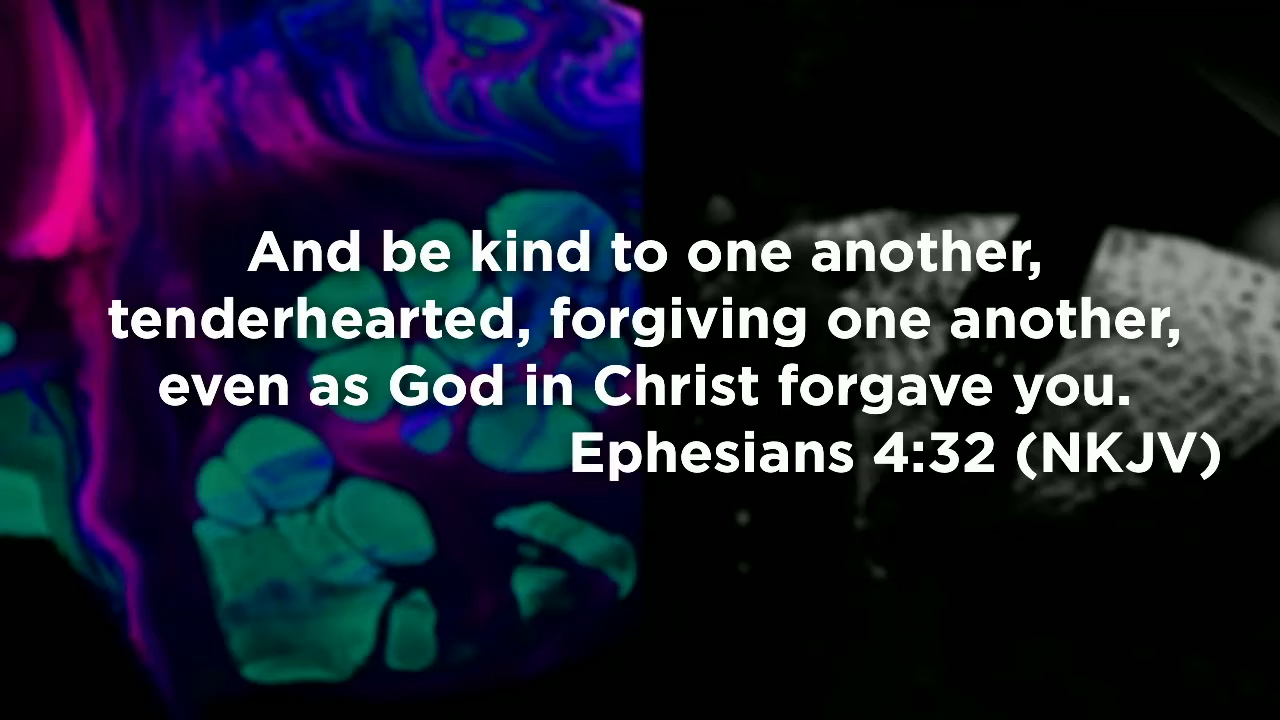 And be kind to one another,
tenderhearted, forgiving one another,
even as God in Christ forgave you.
Ephesians 4:32 (NKJV)